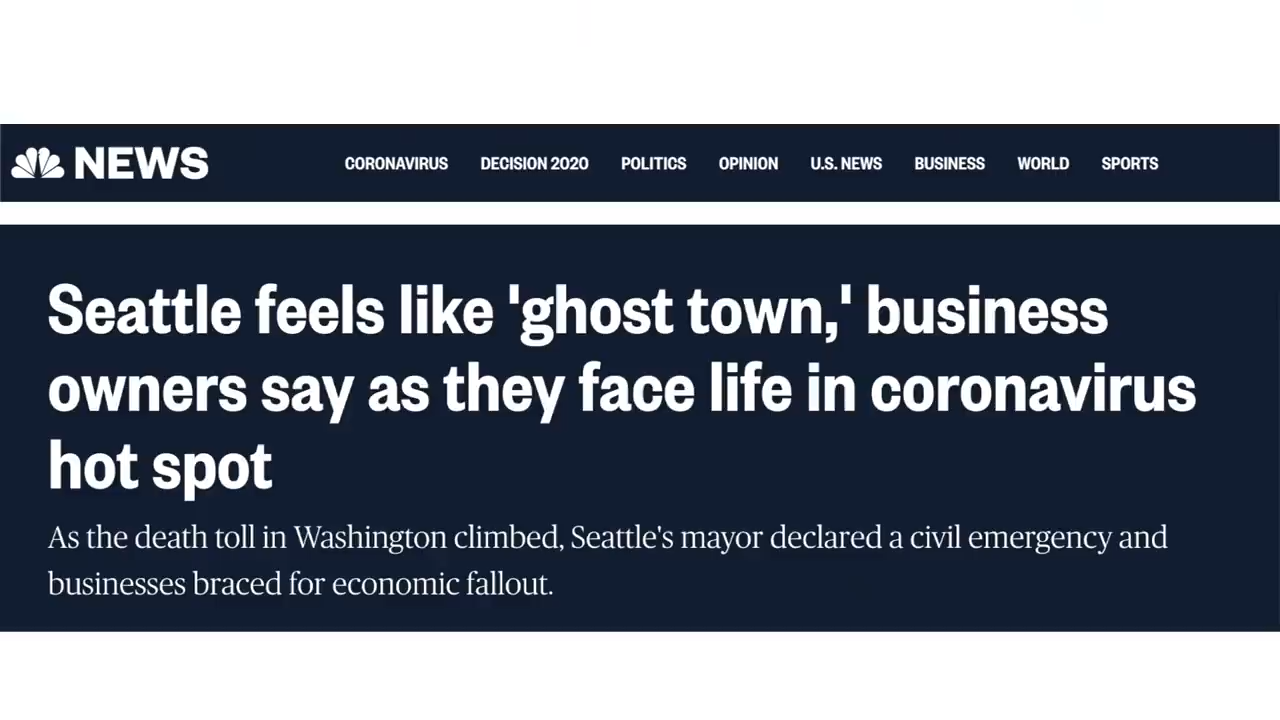 NEWS
CORONAVIRUS DECISION 2020 POLITICS OPINION U.S. NEWS BUSINESS WORLD SPORTS
Seattle feels like 'ghost town,' business
owners say as they face life in coronavirus
hot spot
As the death toll in Washington climbed, Seattle's mayor declared a civil emergency and
businesses braced for economic fallout.